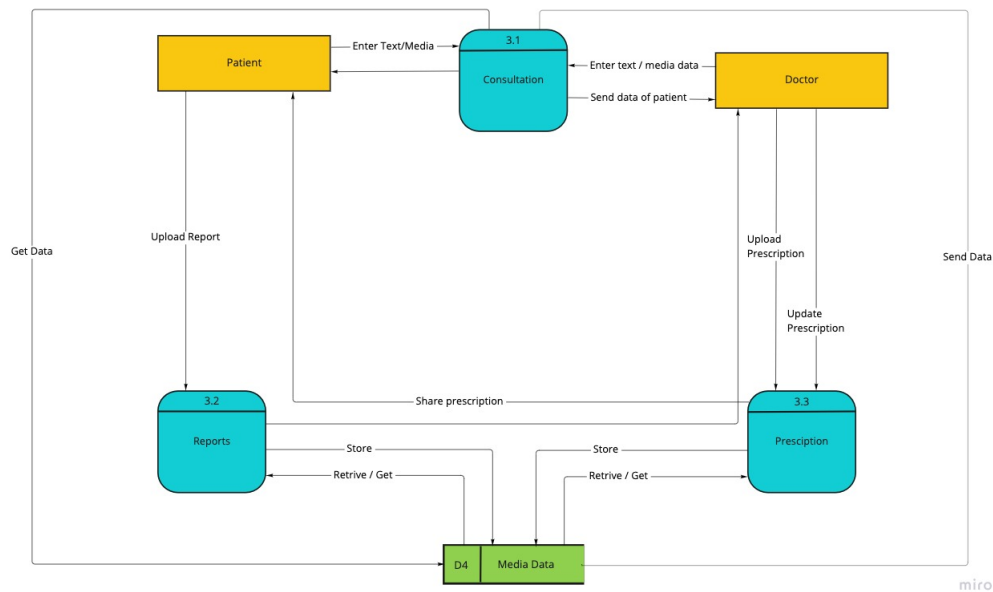 3.1
Enter Text/Media
Patient
Consultation
Enter text / media data
Doctor
Send data of patient
Upload Report
Upload
Prescription
Get Data
Send Data
Update
Prescription
3.2
Share prescription
3.3
Reports
Presciption
Store
Store
Retrive / Get
Retrive / Get
D4
Media Data
miro